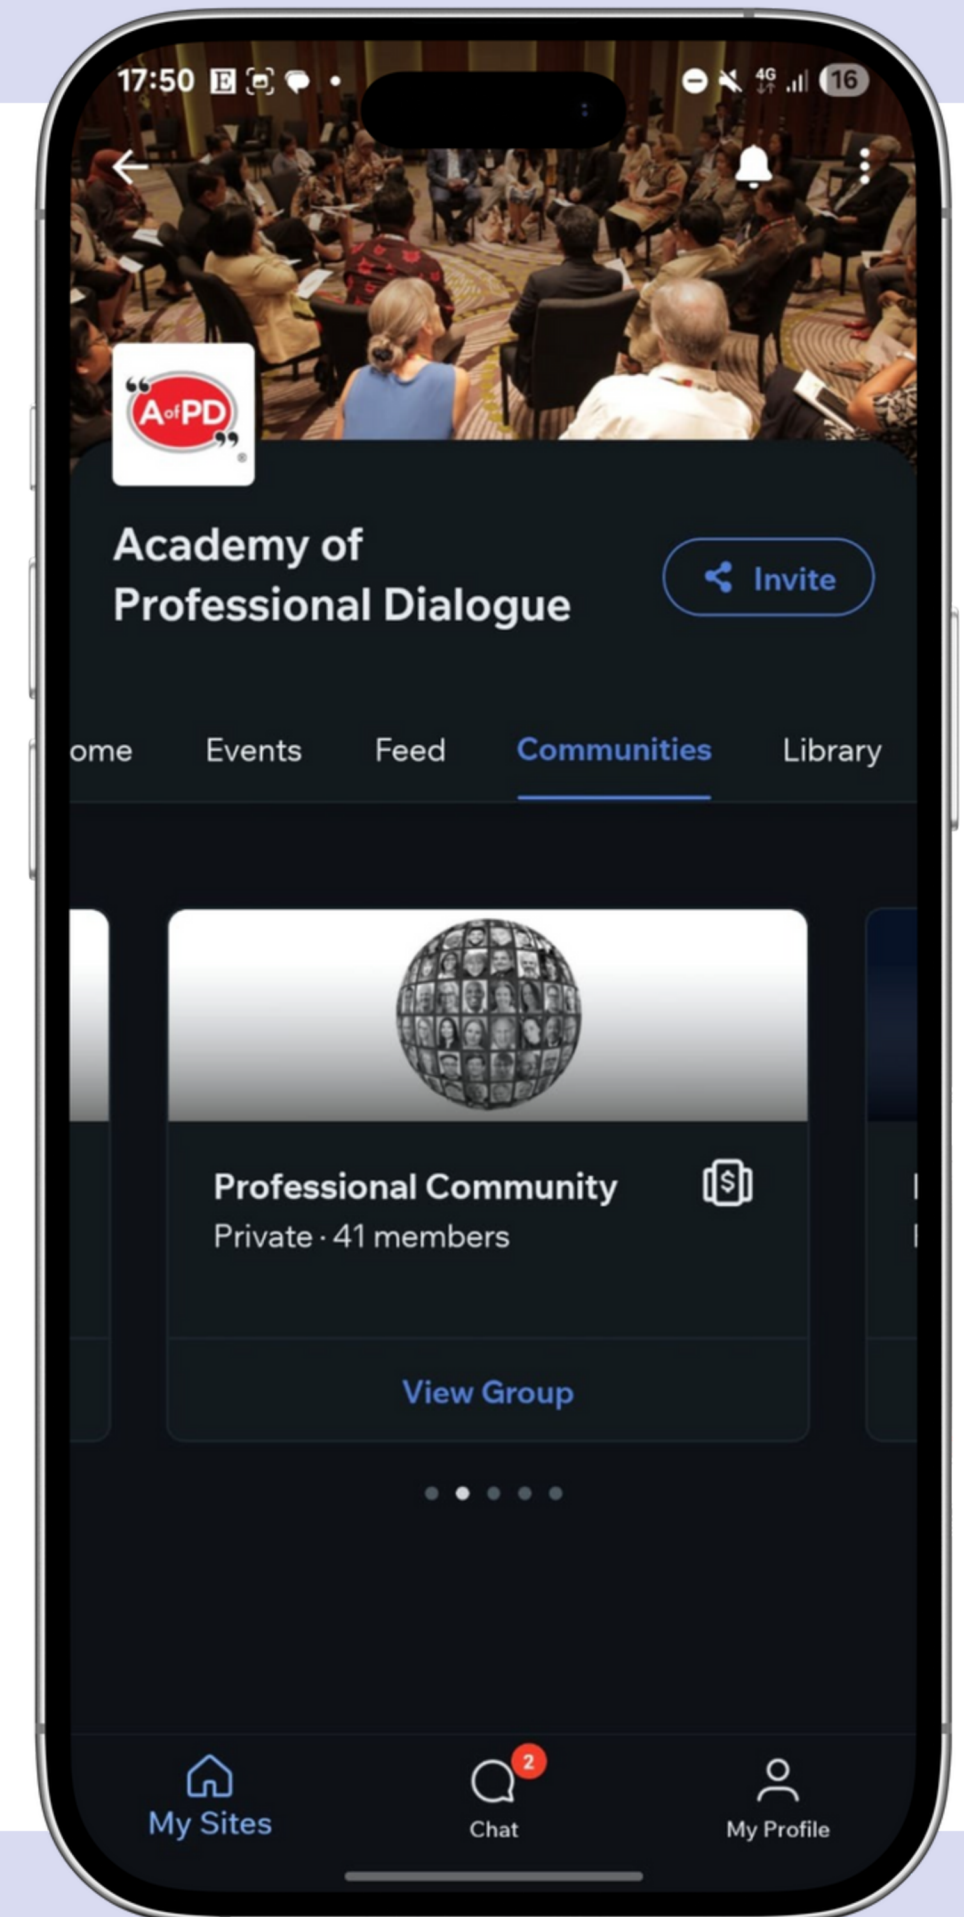 17:50 E 4G 16
“AofPD” ®
Academy of
Professional Dialogue
Invite
ome Events Feed Communities Library
Professional Community
Private · 41 members
View Group
2
My Sites Chat My Profile